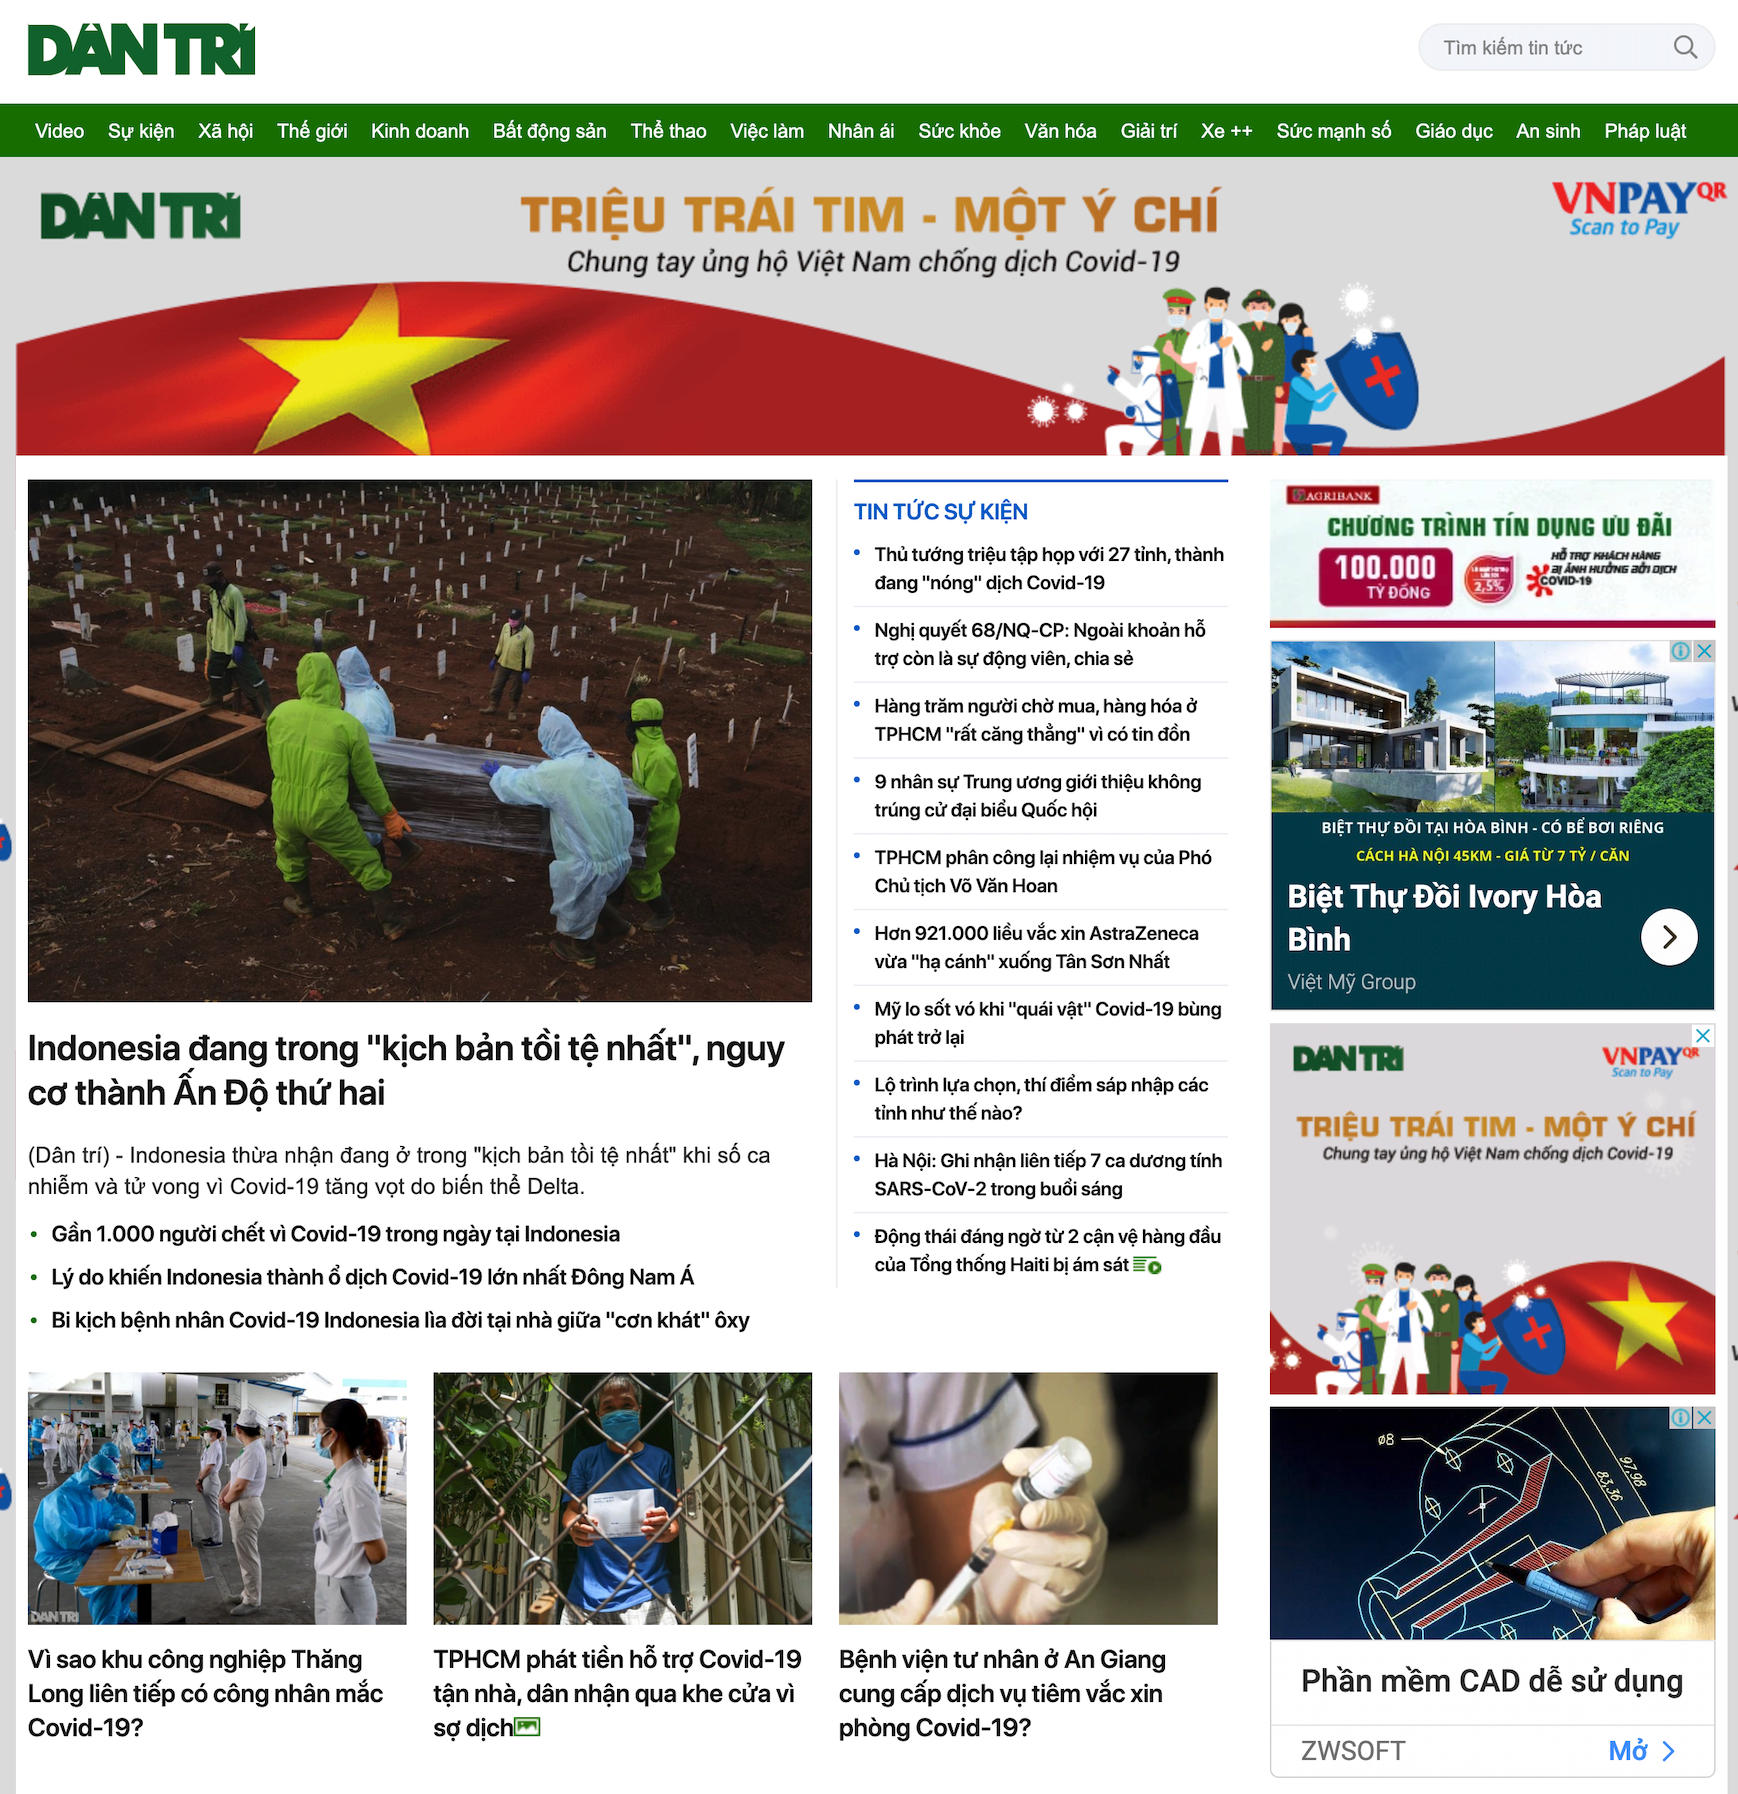 DÂN TRÍ
Tìm kiếm tin tức
Video Sự kiện Xã hội Thế giới Kinh doanh Bất động sản Thể thao Việc làm Nhân ái Sức khỏe Văn hóa Giải trí Xe ++ Sức mạnh số Giáo dục An sinh Pháp luật
DÂN TRÍ
TRIỆU TRÁI TIM - MỘT Ý CHÍ
Chung tay ủng hộ Việt Nam chống dịch Covid-19
VNPAYQR
Scan to Pay
Indonesia đang trong "kịch bản tồi tệ nhất", nguy
cơ thành Ấn Độ thứ hai
(Dân trí) - Indonesia thừa nhận đang ở trong "kịch bản tồi tệ nhất" khi số ca
nhiễm và tử vong vì Covid-19 tăng vọt do biến thể Delta.
Gần 1.000 người chết vì Covid-19 trong ngày tại Indonesia
Lý do khiến Indonesia thành ổ dịch Covid-19 lớn nhất Đông Nam Á
Bi kịch bệnh nhân Covid-19 Indonesia lìa đời tại nhà giữa "cơn khát" ôxy
TIN TỨC SỰ KIỆN
Thủ tướng triệu tập họp với 27 tỉnh, thành
đang "nóng" dịch Covid-19
Nghị quyết 68/NQ-CP: Ngoài khoản hỗ
trợ còn là sự động viên, chia sẻ
Hàng trăm người chờ mua, hàng hóa ở
TPHCM "rất căng thẳng" vì có tin đồn
9 nhân sự Trung ương giới thiệu không
trúng cử đại biểu Quốc hội
TPHCM phân công lại nhiệm vụ của Phó
Chủ tịch Võ Văn Hoan
Hơn 921.000 liều vắc xin AstraZeneca
vừa "hạ cánh" xuống Tân Sơn Nhất
Mỹ lo sốt vó khi "quái vật" Covid-19 bùng
phát trở lại
Lộ trình lựa chọn, thí điểm sáp nhập các
tỉnh như thế nào?
Hà Nội: Ghi nhận liên tiếp 7 ca dương tính
SARS-CoV-2 trong buổi sáng
Động thái đáng ngờ từ 2 cận vệ hàng đầu
của Tổng thống Haiti bị ám sát
DÂN TRÍ
Vì sao khu công nghiệp Thăng
Long liên tiếp có công nhân mắc
Covid-19?
TPHCM phát tiền hỗ trợ Covid-19
tận nhà, dân nhận qua khe cửa vì
sợ dịch
Bệnh viện tư nhân ở An Giang
cung cấp dịch vụ tiêm vắc xin
phòng Covid-19?
AGRIBANK
CHƯƠNG TRÌNH TÍN DỤNG ƯU ĐÃI
100.000
TỶ ĐỒNG
2,5%
HỖ TRỢ KHÁCH HÀNG
BỊ ẢNH HƯỞNG BỞI DỊCH
COVID-19
BIỆT THỰ ĐỒI TẠI HÒA BÌNH - CÓ BỂ BƠI RIÊNG
CÁCH HÀ NỘI 45KM - GIÁ TỪ 7 TỶ / CĂN
Biệt Thự Đồi Ivory Hòa
Bình
Việt Mỹ Group
DÂN TRÍ
VNPAYQR
Scan to Pay
TRIỆU TRÁI TIM - MỘT Ý CHÍ
Chung tay ủng hộ Việt Nam chống dịch Covid-19
ø8
97,98
83,36
Phần mềm CAD dễ sử dụng
ZWSOFT
Mở